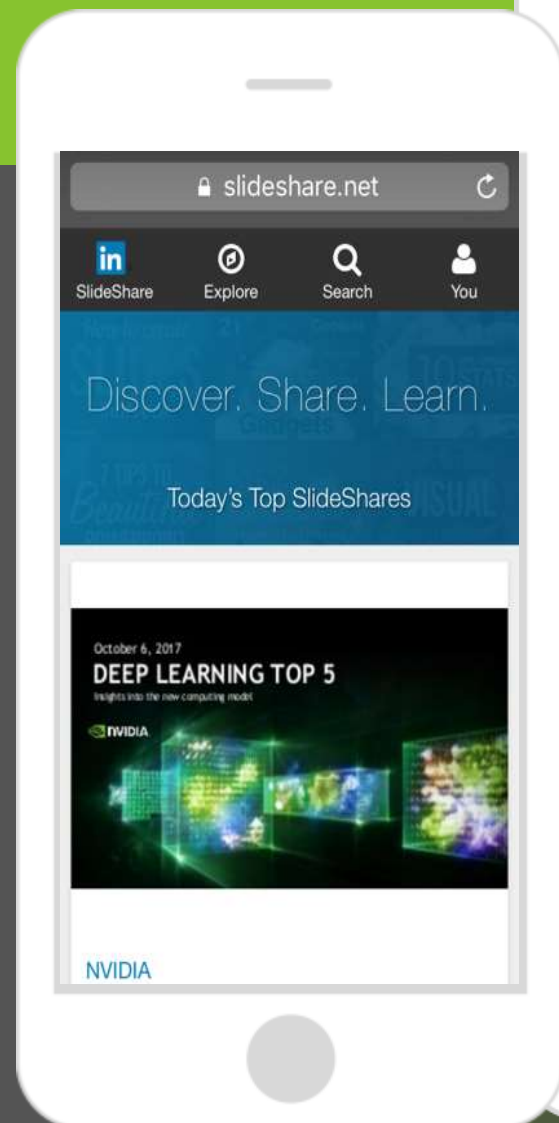 slideshare.net
in
SlideShare
Explore
Search
You
Discover. Share. Learn.
Today's Top SlideShares
October 6, 2017
DEEP LEARNING TOP 5
Insights into the new computing model
NVIDIA
NVIDIA